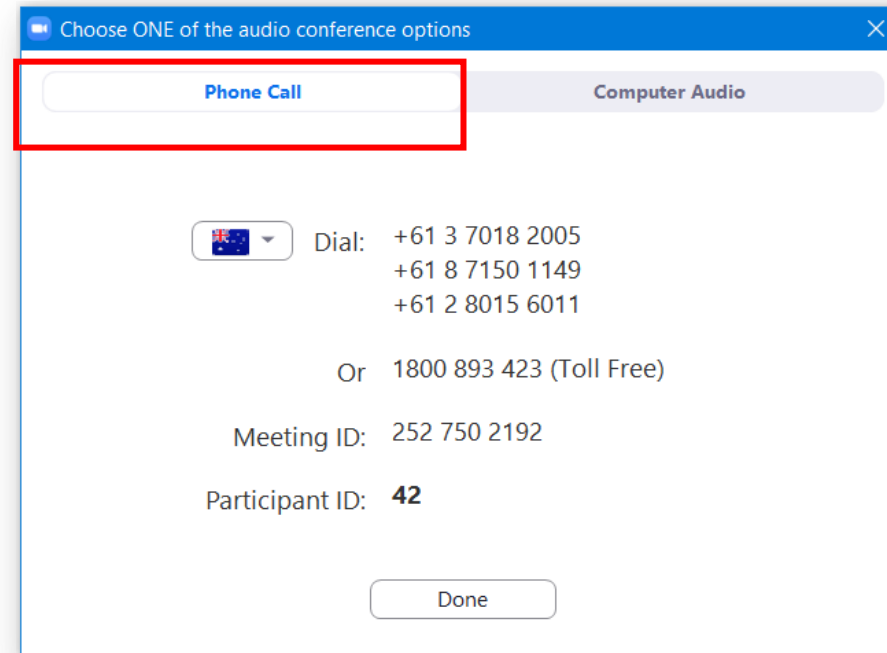 Choose ONE of the audio conference options
Phone Call Computer Audio
Dial: +61 3 7018 2005
+61 8 7150 1149
+61 2 8015 6011
Or 1800 893 423 (Toll Free)
Meeting ID: 252 750 2192
Participant ID: 42
Done